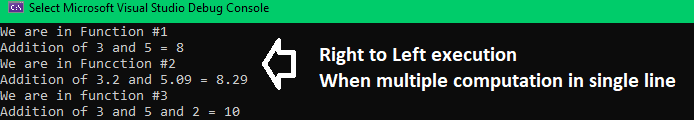 Select Microsoft Visual Studio Debug Console
We are in Function #1
Addition of 3 and 5 = 8
We are in Funcction #2
Addition of 3.2 and 5.09 = 8.29
We are in function #3
Addition of 3 and 5 and 2 = 10
Right to Left execution
When multiple computation in single line